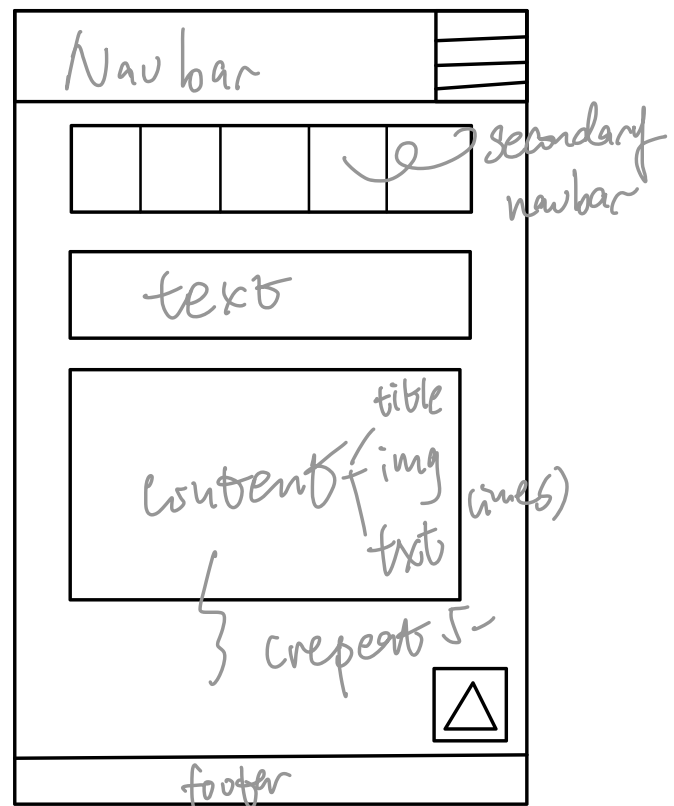 Navbar
secondary
navbar
text
title
content
img
txt
(repeat 5-
times)
footer